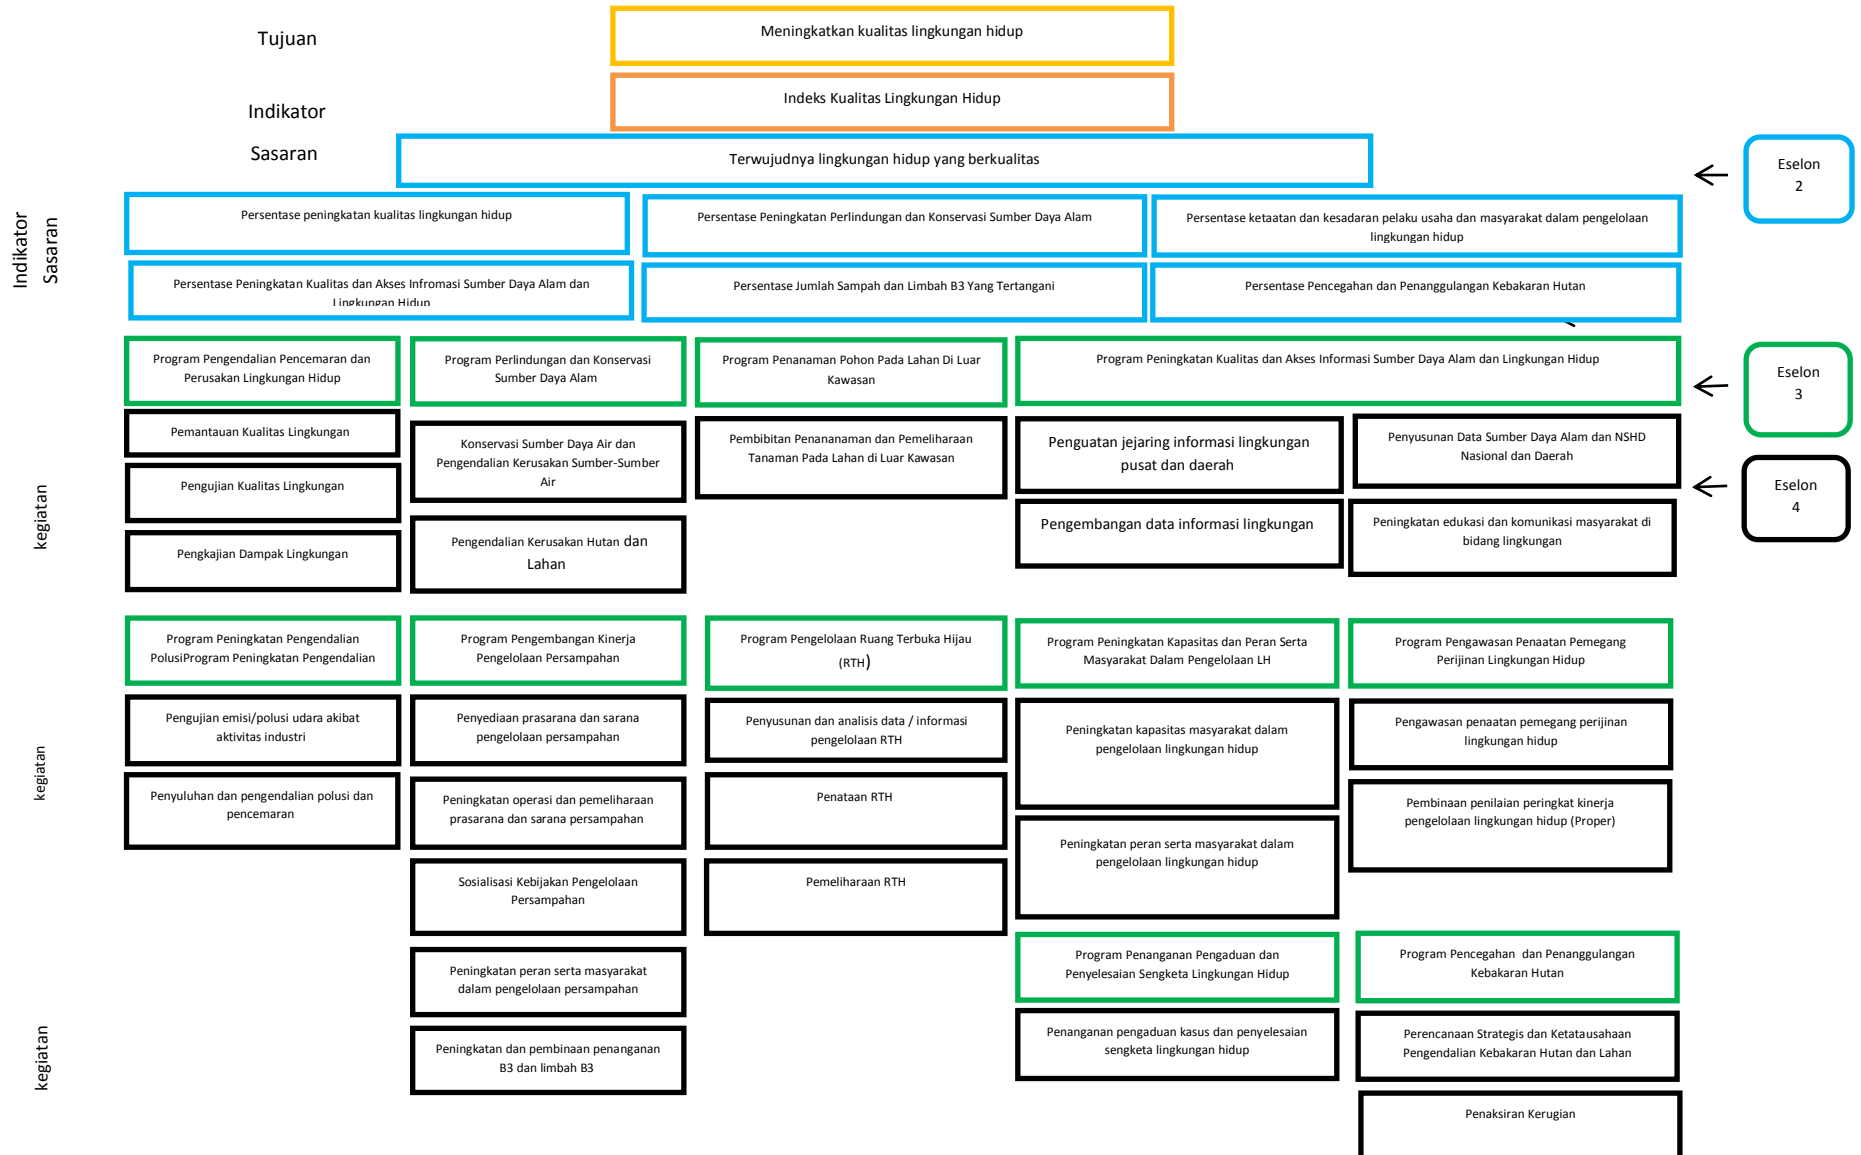 Tujuan
Meningkatkan kualitas lingkungan hidup
Indikator
Indeks Kualitas Lingkungan Hidup
Sasaran
Terwujudnya lingkungan hidup yang berkualitas
Eselon
2
Indikator
Sasaran
Persentase peningkatan kualitas lingkungan hidup
Persentase Peningkatan Perlindungan dan Konservasi Sumber Daya Alam
Persentase ketaatan dan kesadaran pelaku usaha dan masyarakat dalam pengelolaan
lingkungan hidup
Persentase Peningkatan Kualitas dan Akses Infromasi Sumber Daya Alam dan
Lingkungan Hidup
Persentase Jumlah Sampah dan Limbah B3 Yang Tertangani
Persentase Pencegahan dan Penanggulangan Kebakaran Hutan
Program Pengendalian Pencemaran dan
Perusakan Lingkungan Hidup
Program Perlindungan dan Konservasi
Sumber Daya Alam
Program Penanaman Pohon Pada Lahan Di Luar
Kawasan
Program Peningkatan Kualitas dan Akses Informasi Sumber Daya Alam dan Lingkungan Hidup
Eselon
3
kegiatan
Pemantauan Kualitas Lingkungan
Pengujian Kualitas Lingkungan
Pengkajian Dampak Lingkungan
Konservasi Sumber Daya Air dan
Pengendalian Kerusakan Sumber-Sumber
Air
Pengendalian Kerusakan Hutan dan
Lahan
Pembibitan Penananaman dan Pemeliharaan
Tanaman Pada Lahan di Luar Kawasan
Penguatan jejaring informasi lingkungan
pusat dan daerah
Pengembangan data informasi lingkungan
Penyusunan Data Sumber Daya Alam dan NSHD
Nasional dan Daerah
Peningkatan edukasi dan komunikasi masyarakat di
bidang lingkungan
Eselon
4
Program Peningkatan Pengendalian
PolusiProgram Peningkatan Pengendalian
Program Pengembangan Kinerja
Pengelolaan Persampahan
Program Pengelolaan Ruang Terbuka Hijau
(RTH)
Program Peningkatan Kapasitas dan Peran Serta
Masyarakat Dalam Pengelolaan LH
Program Pengawasan Penaatan Pemegang
Perijinan Lingkungan Hidup
kegiatan
Pengujian emisi/polusi udara akibat
aktivitas industri
Penyuluhan dan pengendalian polusi dan
pencemaran
Penyediaan prasarana dan sarana
pengelolaan persampahan
Peningkatan operasi dan pemeliharaan
prasarana dan sarana persampahan
Sosialisasi Kebijakan Pengelolaan
Persampahan
Peningkatan peran serta masyarakat
dalam pengelolaan persampahan
Peningkatan dan pembinaan penanganan
B3 dan limbah B3
Penyusunan dan analisis data / informasi
pengelolaan RTH
Penataan RTH
Pemeliharaan RTH
Peningkatan kapasitas masyarakat dalam
pengelolaan lingkungan hidup
Peningkatan peran serta masyarakat dalam
pengelolaan lingkungan hidup
Pengawasan penaatan pemegang perijinan
lingkungan hidup
Pembinaan penilaian peringkat kinerja
pengelolaan lingkungan hidup (Proper)
Program Penanganan Pengaduan dan
Penyelesaian Sengketa Lingkungan Hidup
Program Pencegahan dan Penanggulangan
Kebakaran Hutan
kegiatan
Penanganan pengaduan kasus dan penyelesaian
sengketa lingkungan hidup
Perencanaan Strategis dan Ketatausahaan
Pengendalian Kebakaran Hutan dan Lahan
Penaksiran Kerugian